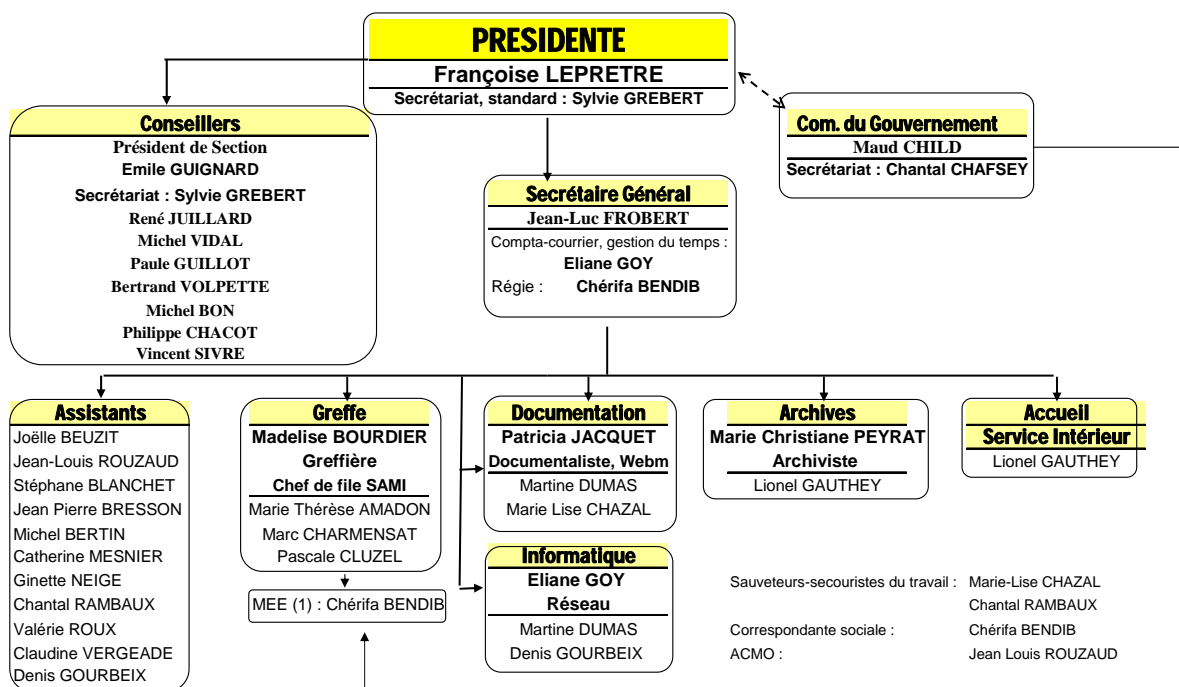 PRESIDENTE
Françoise LEPRETRE
Secrétariat, standard : Sylvie GREBERT
Conseillers
Président de Section
Emile GUIGNARD
Secrétariat : Sylvie GREBERT
René JUILLARD
Michel VIDAL
Paule GUILLOT
Bertrand VOLPETTE
Michel BON
Philippe CHACOT
Vincent SIVRE
Com. du Gouvernement
Maud CHILD
Secrétariat : Chantal CHAFSEY
Secrétaire Général
Jean-Luc FROBERT
Compta-courrier, gestion du temps :
Eliane GOY
Régie : Chérifa BENDIB
Assistants
Joëlle BEUZIT
Jean-Louis ROUZAUD
Stéphane BLANCHET
Jean Pierre BRESSON
Michel BERTIN
Catherine MESNIER
Ginette NEIGE
Chantal RAMBAUX
Valérie ROUX
Claudine VERGEADE
Denis GOURBEIX
Greffe
Madelise BOURDIER
Greffière
Chef de file SAMI
Marie Thérèse AMADON
Marc CHARMENSAT
Pascale CLUZEL
MEE (1) : Chérifa BENDIB
Documentation
Patricia JACQUET
Documentaliste, Webm
Martine DUMAS
Marie Lise CHAZAL
Informatique
Eliane GOY
Réseau
Martine DUMAS
Denis GOURBEIX
Archives
Marie Christiane PEYRAT
Archiviste
Lionel GAUTHEY
Accueil
Service Intérieur
Lionel GAUTHEY
Sauveteurs-secouristes du travail : Marie-Lise CHAZAL
Chantal RAMBAUX
Correspondante sociale : Chérifa BENDIB
ACMO : Jean Louis ROUZAUD